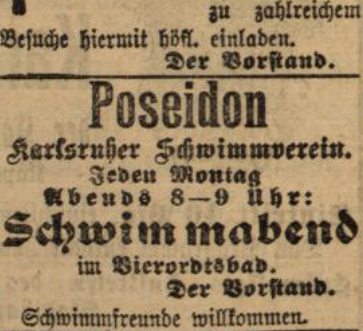 zu zahlreichem
Besuche hiermit höfl. einladen.
Der Vorstand.
Poseidon
Karlsruher Schwimmverein.
Jeden Montag
Abends 8—9 Uhr:
Schwimmabend
im Vierordtsbad.
Der Vorstand.
Schwimmfreunde willkommen.